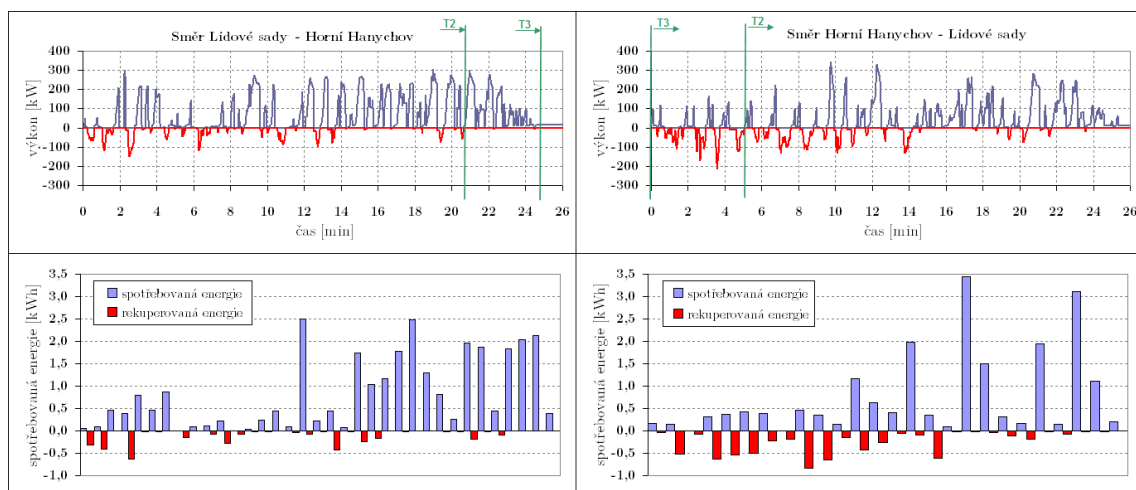 T2
T3
Směr Lidové sady - Horní Hanychov
400
300
200
100
0
-100
-200
-300
výkon [kW]
0 2 4 6 8 10 12 14 16 18 20 22 24 26
čas [min]
T3
T2
Směr Horní Hanychov - Lidové sady
400
300
200
100
0
-100
-200
-300
výkon [kW]
0 2 4 6 8 10 12 14 16 18 20 22 24 26
čas [min]
3,5
3,0
2,5
2,0
1,5
1,0
0,5
0,0
-0,5
-1,0
spotřebovaná energie [kWh]
spotřebovaná energie
rekuperovaná energie
3,5
3,0
2,5
2,0
1,5
1,0
0,5
0,0
-0,5
-1,0
spotřebovaná energie [kWh]
spotřebovaná energie
rekuperovaná energie